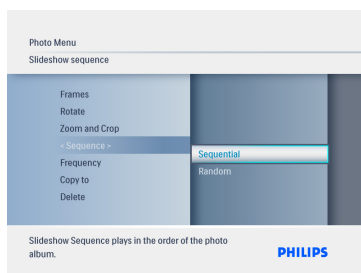 Photo Menu
Slideshow sequence
Frames
Rotate
Zoom and Crop
< Sequence >
Frequency
Copy to
Delete
Sequential
Random
Slideshow Sequence plays in the order of the photo
album.
PHILIPS